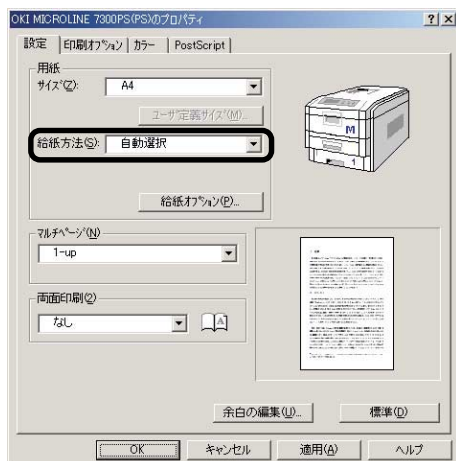 OKI MICROLINE 7300PS(PS)のプロパティ
設定 印刷オプション カラー PostScript
用紙
サイズ(Z): A4
ユーザ定義サイズ(M)...
給紙方法(S): 自動選択
給紙オプション(P)...
M
1
マルチページ(N)
1-up
両面印刷(2)
なし
A
余白の編集(U)... 標準(D)
OK キャンセル 適用(A) ヘルプ